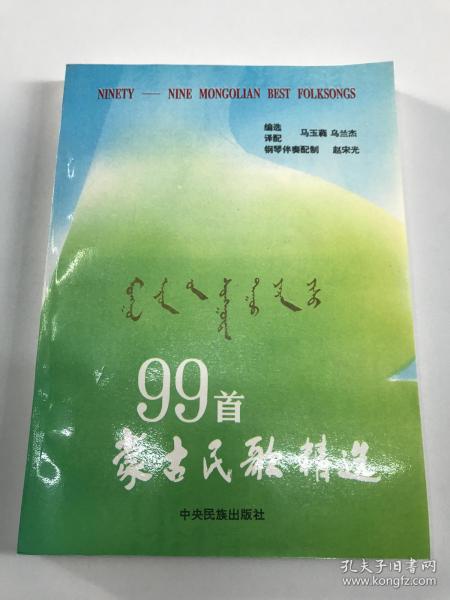 NINETY — NINE MONGOLIAN BEST FOLKSONGS
编选
译配 马玉蕤 乌兰杰
钢琴伴奏配制 赵宋光
99首
蒙古民歌精选
中央民族出版社
孔夫子旧书网
www.kongfz.com